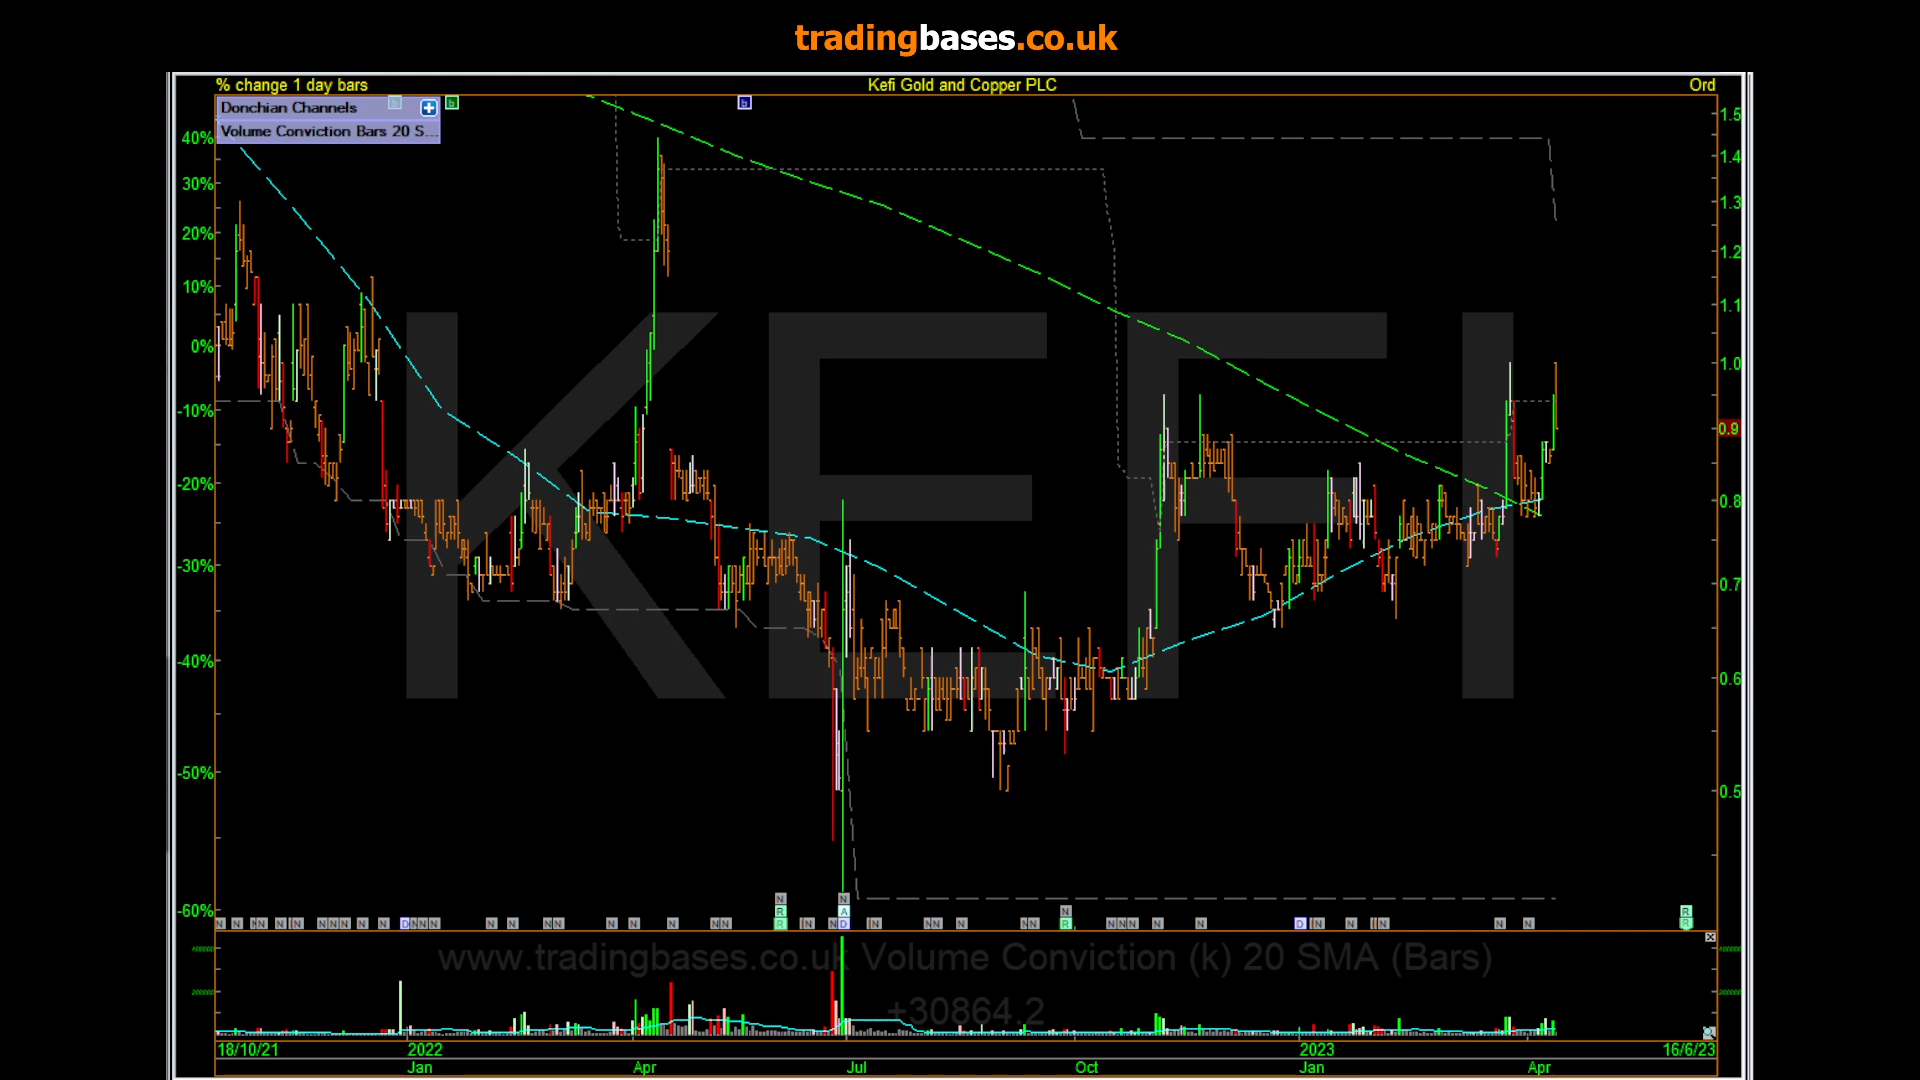 tradingbases.co.uk
% change 1 day bars Kefi Gold and Copper PLC Ord
Donchian Channels
Volume Conviction Bars 20 S...
KEFI
40%
30%
20%
10%
0%
-10%
-20%
-30%
-40%
-50%
-60%
1.5
1.4
1.3
1.2
1.1
1.0
0.9
0.8
0.7
0.6
0.5
www.tradingbases.co.uk Volume Conviction (k) 20 SMA (Bars)
+30864.2
18/10/21 2022 2023 16/6/23
Jan Apr Jul Oct Jan Apr